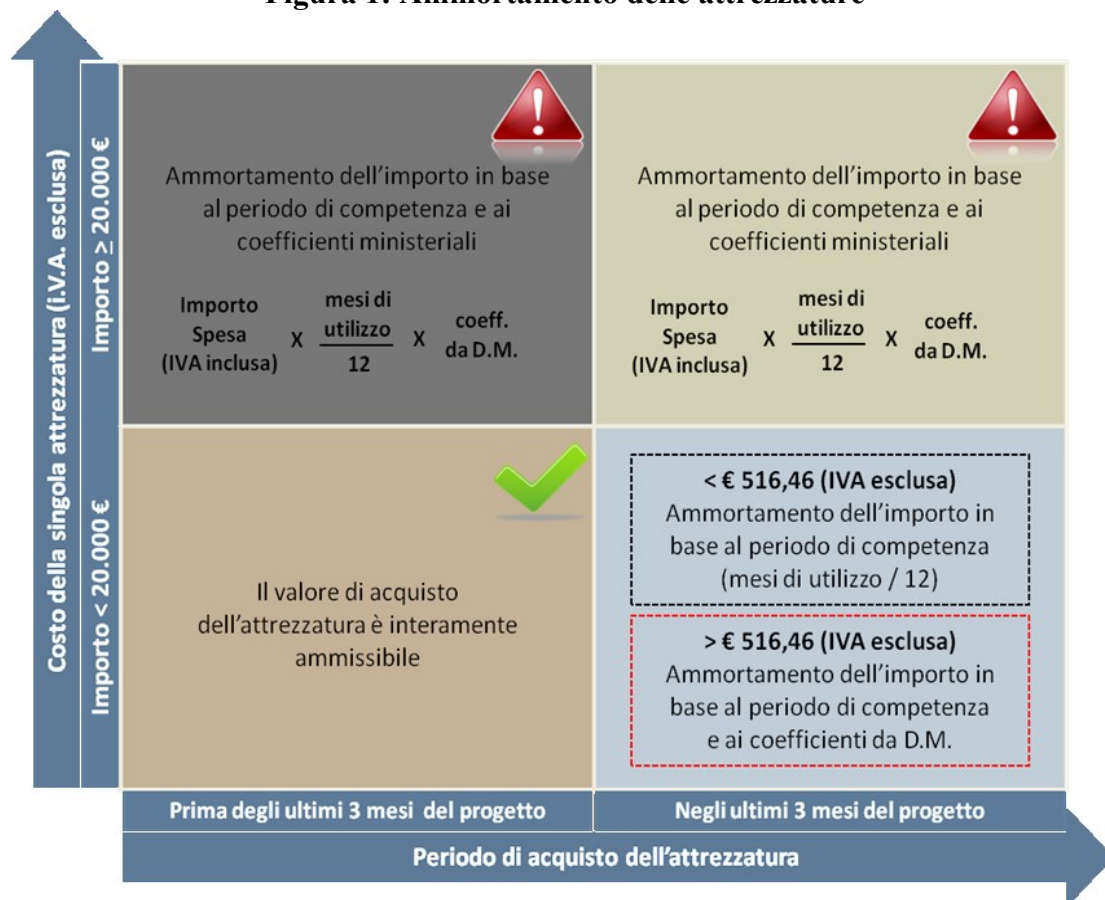 Figura 1: Ammortamento delle attrezzature
Costo della singola attrezzatura (i.V.A. esclusa)
Importo ≥ 20.000 €
Ammortamento dell'importo in base
al periodo di competenza e ai
coefficienti ministeriali
Importo
Spesa
(IVA inclusa)
X
mesi di
utilizzo
12
X
coeff.
da D.M.
Ammortamento dell'importo in base
al periodo di competenza e ai
coefficienti ministeriali
Importo
Spesa
(IVA inclusa)
X
mesi di
utilizzo
12
X
coeff.
da D.M.
Importo < 20.000 €
Il valore di acquisto
dell'attrezzatura è interamente
ammissibile
< € 516,46 (IVA esclusa)
Ammortamento dell'importo in
base al periodo di competenza
(mesi di utilizzo / 12)
> € 516,46 (IVA esclusa)
Ammortamento dell'importo in
base al periodo di competenza
e ai coefficienti da D.M.
Prima degli ultimi 3 mesi del progetto
Negli ultimi 3 mesi del progetto
Periodo di acquisto dell'attrezzatura